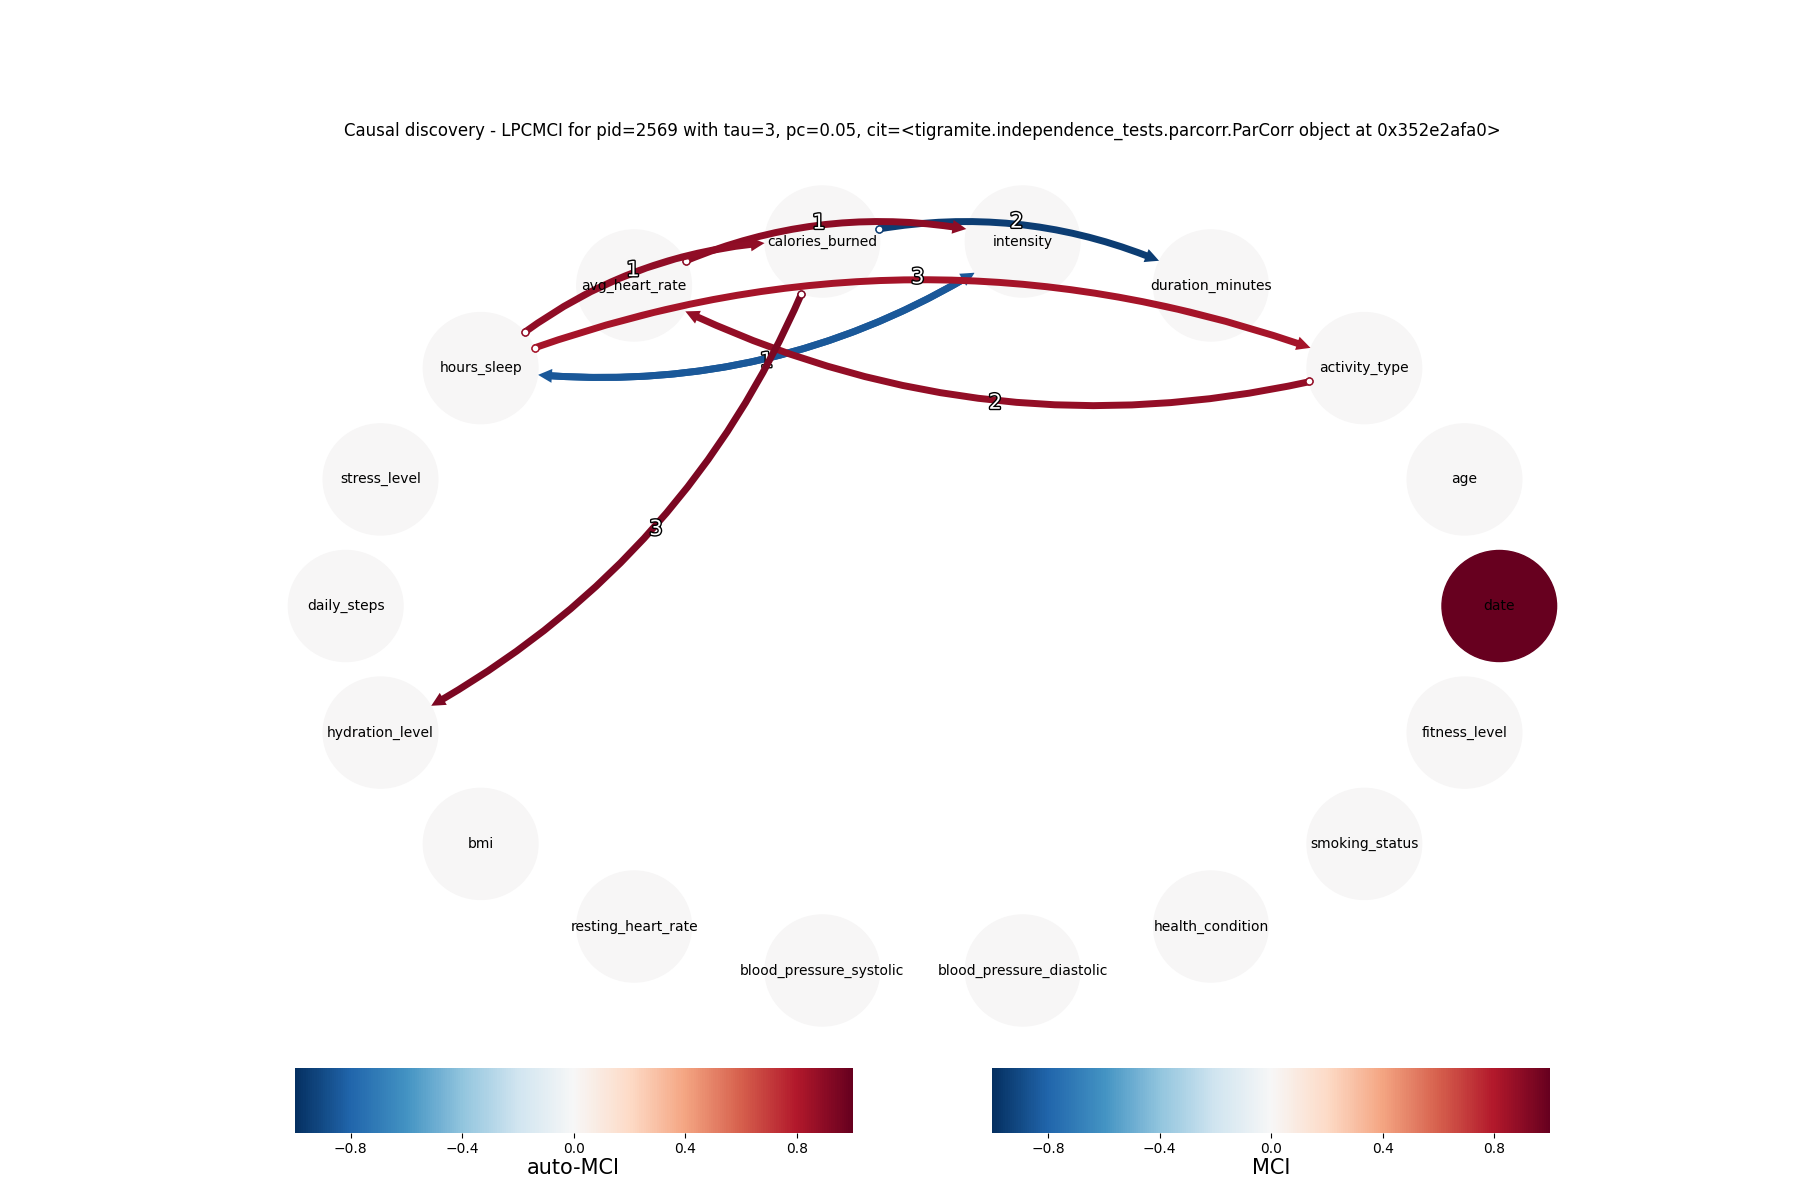 Causal discovery - LPCMCI for pid=2569 with tau=3, pc=0.05, cit=<tigramite.independence_tests.parcorr.ParCorr object at 0x352e2afa0>
1
2
calories_burned
intensity
1
3
avg_heart_rate
duration_minutes
1
hours_sleep
activity_type
2
stress_level
age
3
daily_steps
date
hydration_level
fitness_level
bmi
smoking_status
resting_heart_rate
health_condition
blood_pressure_systolic
blood_pressure_diastolic
−0.8 −0.4 0.0 0.4 0.8
auto-MCI
−0.8 −0.4 0.0 0.4 0.8
MCI